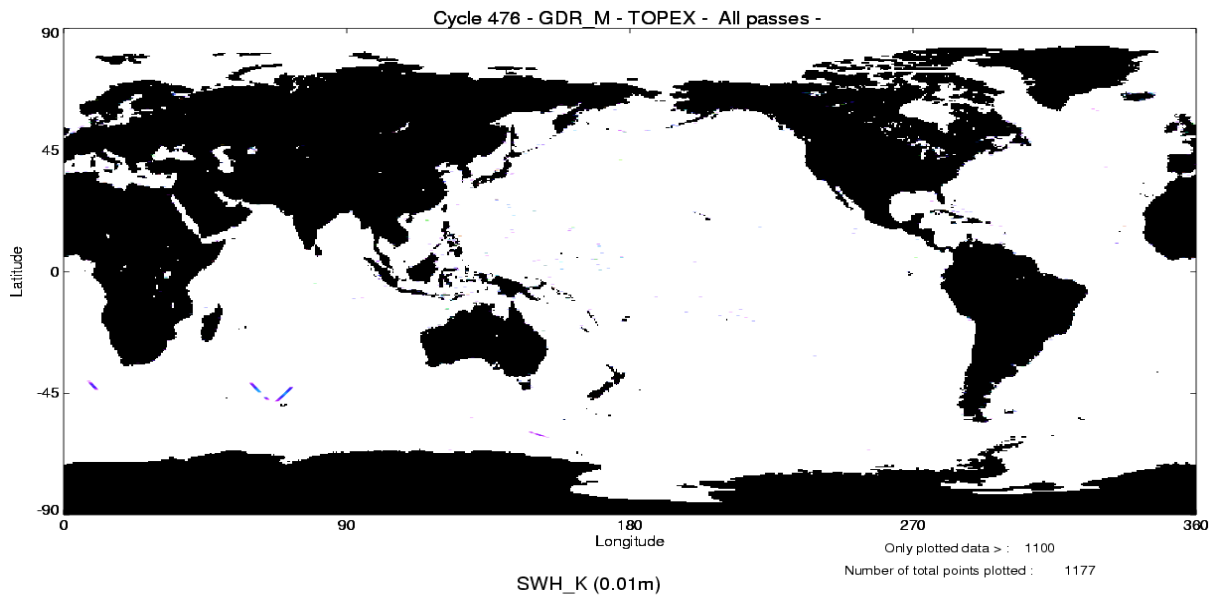 Cycle 476 - GDR_M - TOPEX - All passes -
90
45
0
-45
-90
Latitude
0 90 180 270 360
Longitude
Only plotted data > : 1100
Number of total points plotted : 1177
SWH_K (0.01m)